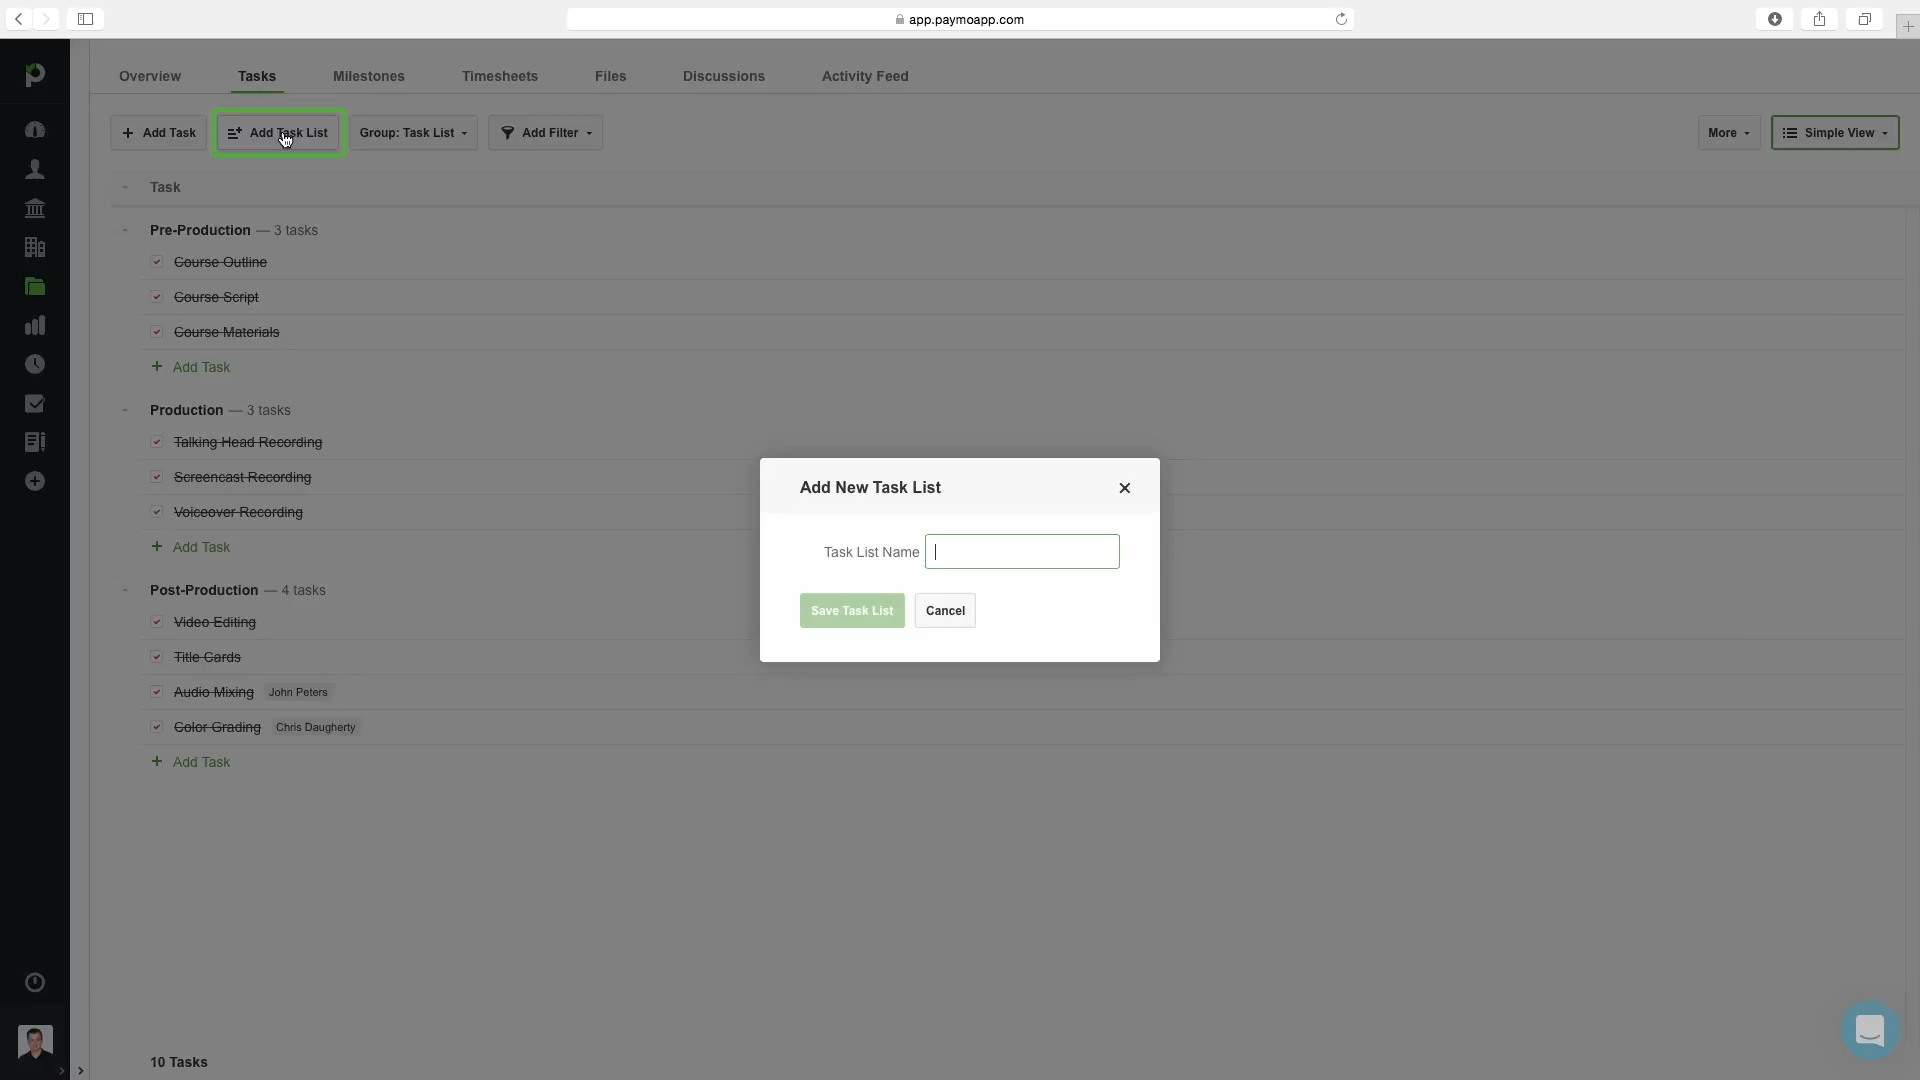 app.paymoapp.com
Overview Tasks Milestones Timesheets Files Discussions Activity Feed
+ Add Task Add Task List Group: Task List Add Filter More Simple View
Task
Pre-Production — 3 tasks
Course Outline
Course Script
Course Materials
+ Add Task
Production — 3 tasks
Talking Head Recording
Screencast Recording
Voiceover Recording
+ Add Task
Post-Production — 4 tasks
Video Editing
Title Cards
Audio Mixing John Peters
Color Grading Chris Daugherty
+ Add Task
10 Tasks
Add New Task List
Task List Name
Save Task List Cancel